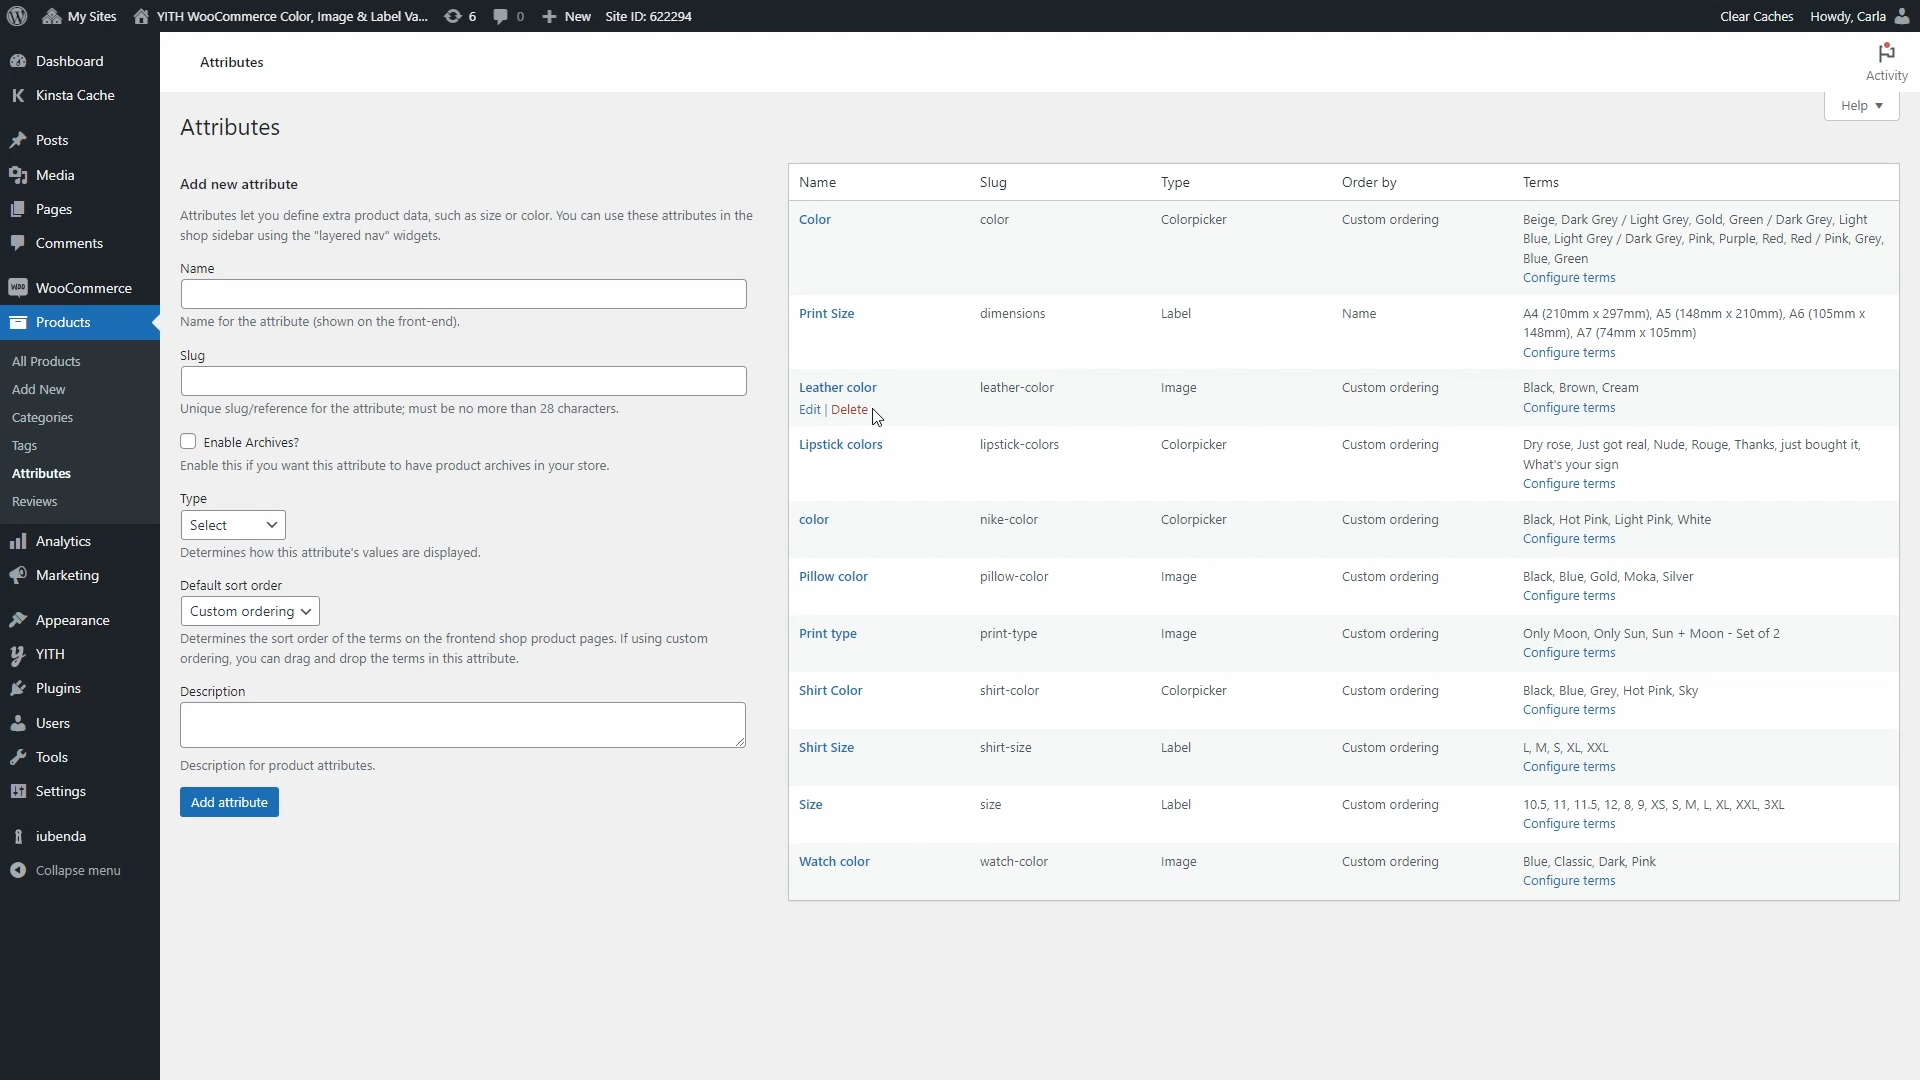 My Sites
YITH WooCommerce Color, Image & Label Va...
6
0
New
Site ID: 622294
Clear Caches
Howdy, Carla
Dashboard
Kinsta Cache
Posts
Media
Pages
Comments
WooCommerce
Products
All Products
Add New
Categories
Tags
Attributes
Reviews
Analytics
Marketing
Appearance
YITH
Plugins
Users
Tools
Settings
iubenda
Collapse menu
Attributes
Activity
Help
Attributes
Add new attribute
Attributes let you define extra product data, such as size or color. You can use these attributes in the
shop sidebar using the "layered nav" widgets.
Name
Name for the attribute (shown on the front-end).
Slug
Unique slug/reference for the attribute; must be no more than 28 characters.
Enable Archives?
Enable this if you want this attribute to have product archives in your store.
Type
Select
Determines how this attribute's values are displayed.
Default sort order
Custom ordering
Determines the sort order of the terms on the frontend shop product pages. If using custom
ordering, you can drag and drop the terms in this attribute.
Description
Description for product attributes.
Add attribute
Name Slug Type Order by Terms
Color color Colorpicker Custom ordering Beige, Dark Grey / Light Grey, Gold, Green / Dark Grey, Light
Blue, Light Grey / Dark Grey, Pink, Purple, Red, Red / Pink, Grey,
Blue, Green
Configure terms
Print Size dimensions Label Name A4 (210mm x 297mm), A5 (148mm x 210mm), A6 (105mm x
148mm), A7 (74mm x 105mm)
Configure terms
Leather color leather-color Image Custom ordering Black, Brown, Cream
Edit | Delete Configure terms
Lipstick colors lipstick-colors Colorpicker Custom ordering Dry rose, Just got real, Nude, Rouge, Thanks, just bought it,
What's your sign
Configure terms
color nike-color Colorpicker Custom ordering Black, Hot Pink, Light Pink, White
Configure terms
Pillow color pillow-color Image Custom ordering Black, Blue, Gold, Moka, Silver
Configure terms
Print type print-type Image Custom ordering Only Moon, Only Sun, Sun + Moon - Set of 2
Configure terms
Shirt Color shirt-color Colorpicker Custom ordering Black, Blue, Grey, Hot Pink, Sky
Configure terms
Shirt Size shirt-size Label Custom ordering L, M, S, XL, XXL
Configure terms
Size size Label Custom ordering 10.5, 11, 11.5, 12, 8, 9, XS, S, M, L, XL, XXL, 3XL
Configure terms
Watch color watch-color Image Custom ordering Blue, Classic, Dark, Pink
Configure terms